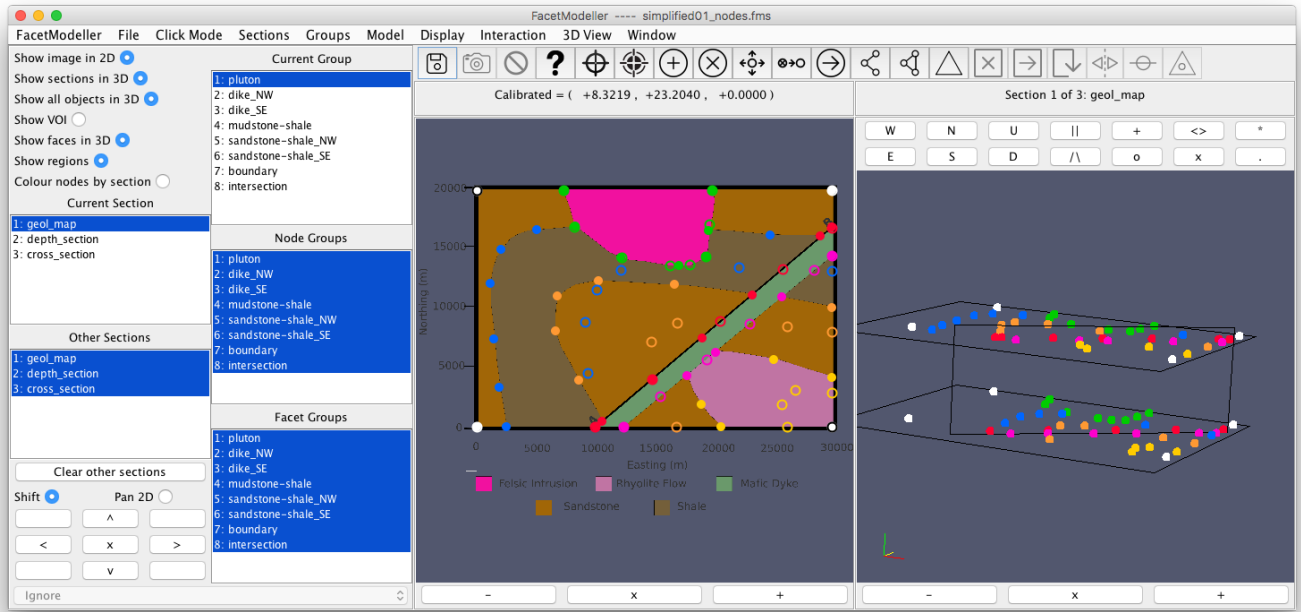 FacetModeller ---- simplified01_nodes.fms
FacetModeller File Click Mode Sections Groups Model Display Interaction 3D View Window
Show image in 2D
Show sections in 3D
Show all objects in 3D
Show VOI
Show faces in 3D
Show regions
Colour nodes by section
Current Section
1: geol_map
2: depth_section
3: cross_section
Other Sections
1: geol_map
2: depth_section
3: cross_section
Clear other sections
Shift Pan 2D
^
< x >
v
Ignore
Current Group
1: pluton
2: dike_NW
3: dike_SE
4: mudstone-shale
5: sandstone-shale_NW
6: sandstone-shale_SE
7: boundary
8: intersection
Node Groups
1: pluton
2: dike_NW
3: dike_SE
4: mudstone-shale
5: sandstone-shale_NW
6: sandstone-shale_SE
7: boundary
8: intersection
Facet Groups
1: pluton
2: dike_NW
3: dike_SE
4: mudstone-shale
5: sandstone-shale_NW
6: sandstone-shale_SE
7: boundary
8: intersection
?
Calibrated = ( +8.3219 , +23.2040 , +0.0000 )
20000
15000
10000
5000
0
Northing (m)
0 5000 10000 15000 20000 25000 30000
Easting (m)
Felsic Intrusion Rhyolite Flow Mafic Dyke
Sandstone Shale
- x +
Section 1 of 3: geol_map
W N U || + <> *
E S D /\ o x .
- x +